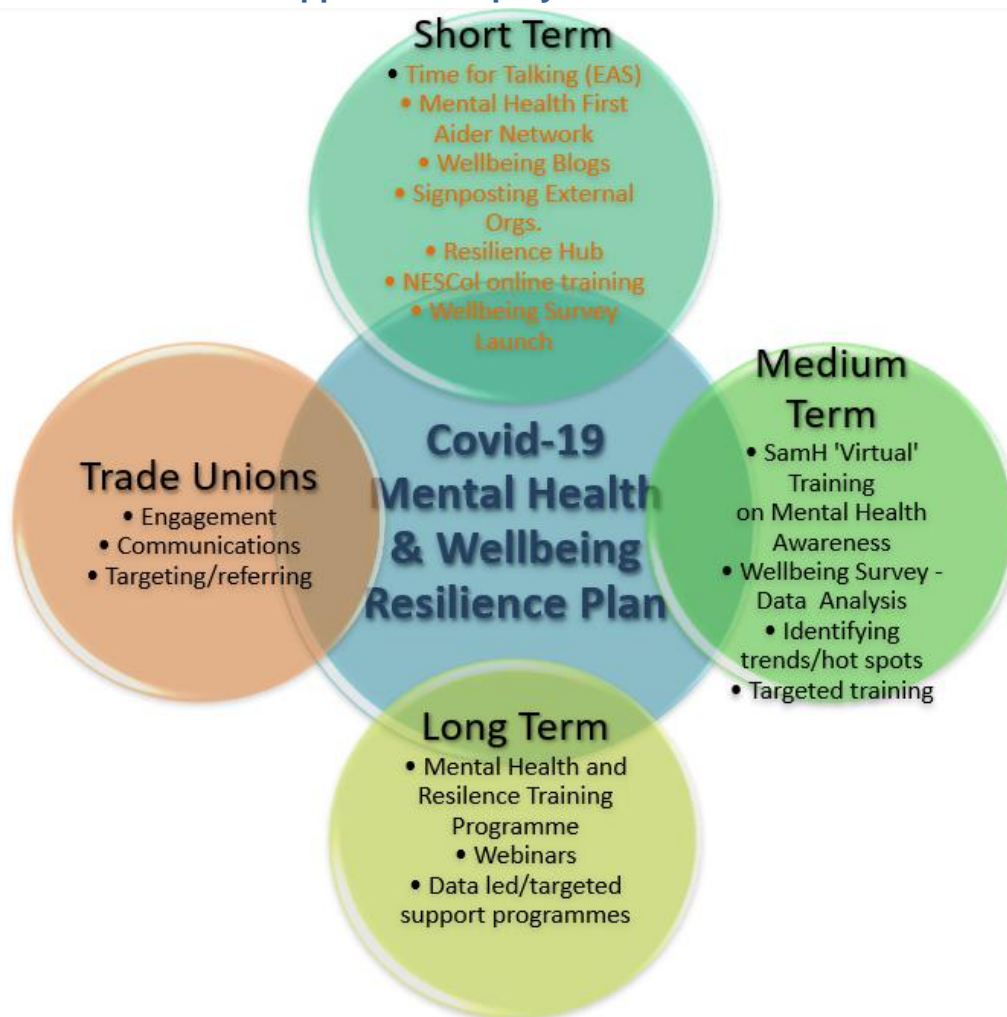 Short Term
• Time for Talking (EAS)
• Mental Health First
Aider Network
• Wellbeing Blogs
• Signposting External
Orgs.
• Resilience Hub
• NESCol online training
• Wellbeing Survey
Launch
Trade Unions
• Engagement
• Communications
• Targeting/referring
Covid-19
Mental Health
& Wellbeing
Resilience Plan
Medium
Term
• SamH 'Virtual'
Training
on Mental Health
Awareness
• Wellbeing Survey -
Data Analysis
• Identifying
trends/hot spots
• Targeted training
Long Term
• Mental Health and
Resilence Training
Programme
• Webinars
• Data led/targeted
support programmes